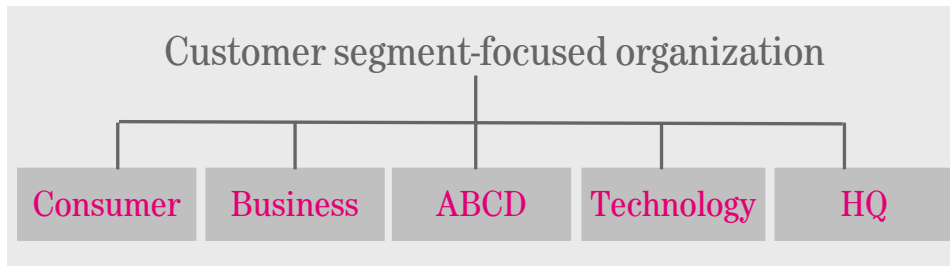 Customer segment-focused organization
Consumer Business ABCD Technology HQ